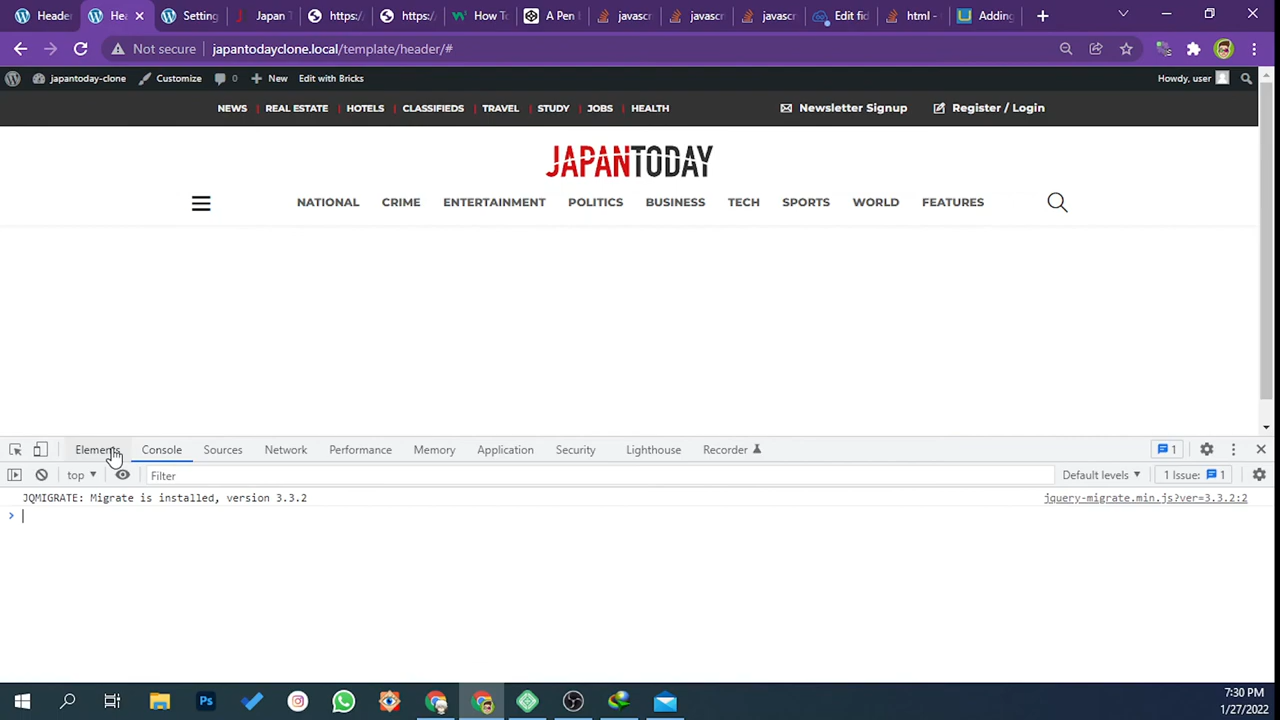 Header
Hea
Setting
Japan T
https:/
https:/
How To
A Pen
javascr
javascr
javascr
Edit fid
html -
Adding
Not secure
japantodayclone.local/template/header/#
japantoday-clone
Customize
0
New
Edit with Bricks
Howdy, user
NEWS | REAL ESTATE | HOTELS | CLASSIFIEDS | TRAVEL | STUDY | JOBS | HEALTH
Newsletter Signup
Register / Login
JAPANTODAY
NATIONAL CRIME ENTERTAINMENT POLITICS BUSINESS TECH SPORTS WORLD FEATURES
Elements Console Sources Network Performance Memory Application Security Lighthouse Recorder
1
top
Filter
Default levels
1 Issue: 1
JQMIGRATE: Migrate is installed, version 3.3.2
jquery-migrate.min.js?ver=3.3.2:2
>
Ps
7:30 PM
1/27/2022